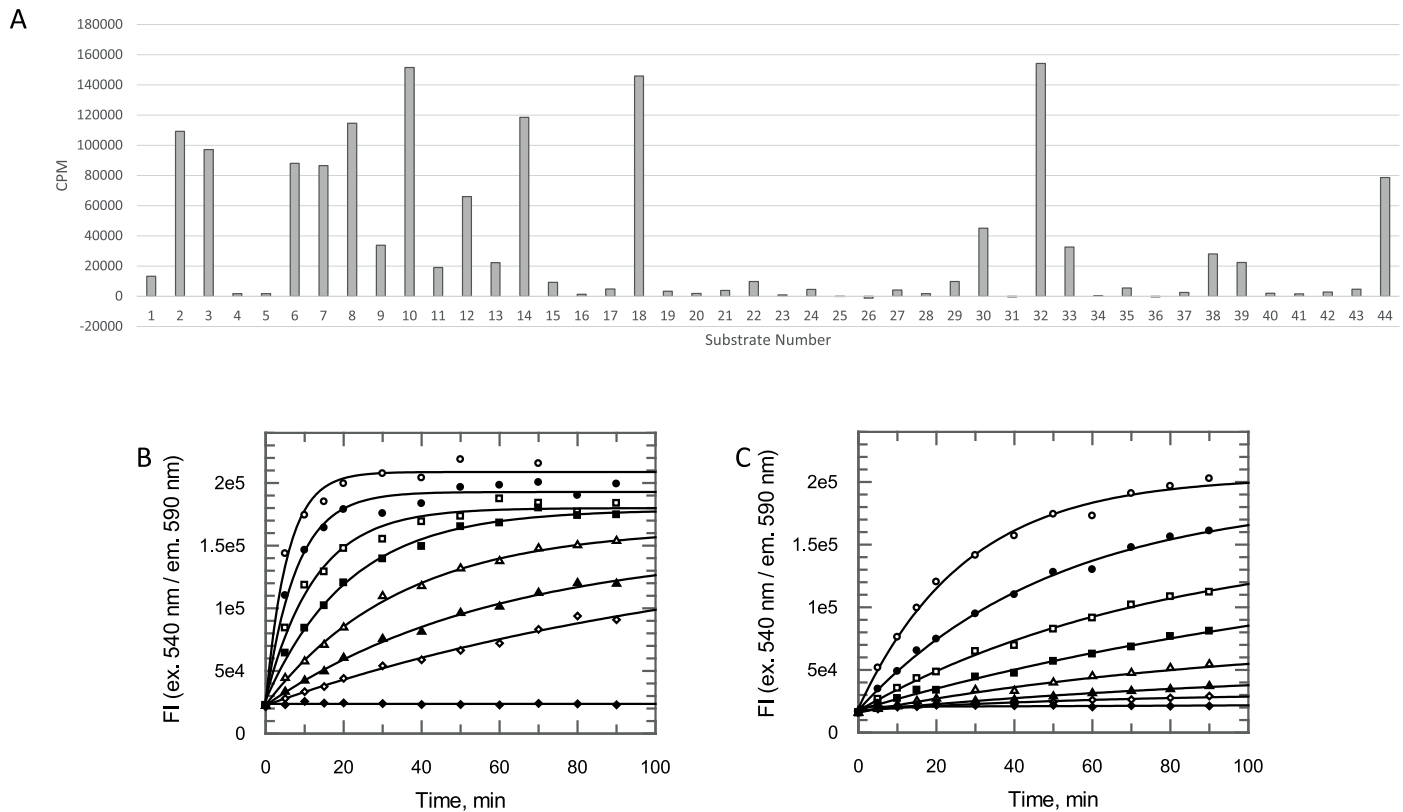 A
180000
160000
140000
120000
100000
80000
60000
40000
20000
0
-20000
CPM
1 2 3 4 5 6 7 8 9 10 11 12 13 14 15 16 17 18 19 20 21 22 23 24 25 26 27 28 29 30 31 32 33 34 35 36 37 38 39 40 41 42 43 44
Substrate Number
B
FI (ex. 540 nm / em. 590 nm)
2e5
1.5e5
1e5
5e4
0
0 20 40 60 80 100
Time, min
C
FI (ex. 540 nm / em. 590 nm)
2e5
1.5e5
1e5
5e4
0
0 20 40 60 80 100
Time, min